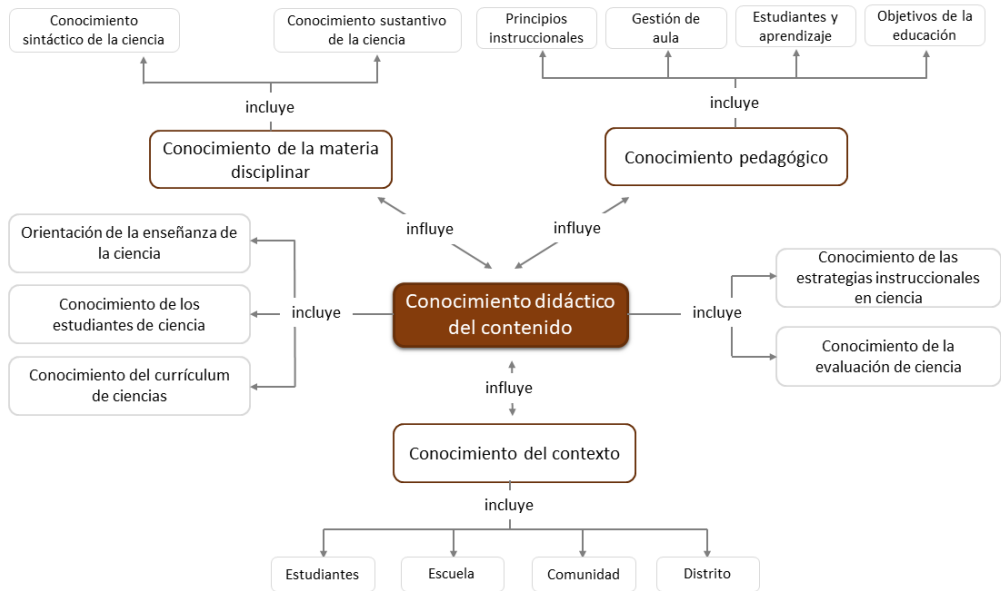 Conocimiento
sintáctico de la ciencia
Conocimiento sustantivo
de la ciencia
Principios
instruccionales
Gestión de
aula
Estudiantes y
aprendizaje
Objetivos de la
educación
incluye
incluye
Conocimiento de la materia
disciplinar
Conocimiento pedagógico
influye
influye
Orientación de la enseñanza de
la ciencia
Conocimiento de los
estudiantes de ciencia
Conocimiento del currículum
de ciencias
incluye
Conocimiento didáctico
del contenido
incluye
Conocimiento de las
estrategias instruccionales
en ciencia
Conocimiento de la
evaluación de ciencia
influye
Conocimiento del contexto
incluye
Estudiantes
Escuela
Comunidad
Distrito